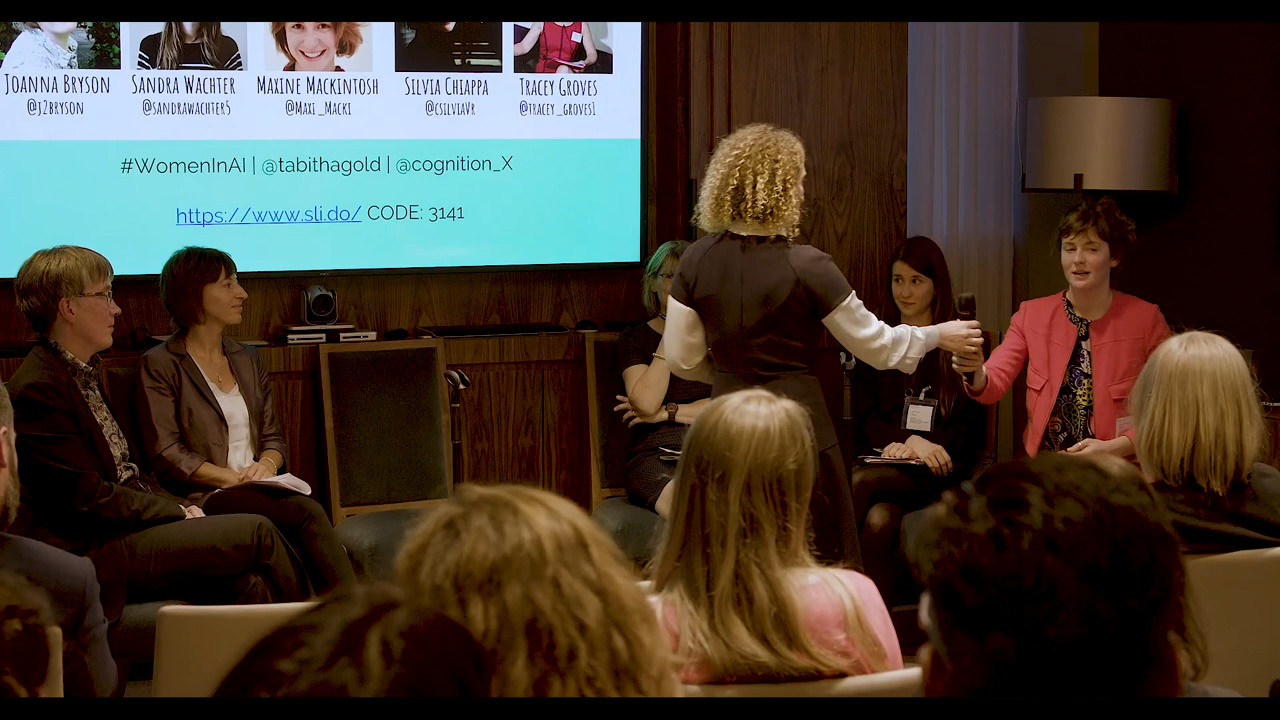 JOANNA BRYSON
@J2BRYSON
SANDRA WACHTER
@SANDRAWACHTER5
MAXINE MACKINTOSH
@MAXI_MACKI
SILVIA CHIAPPA
@CSILVIAVR
TRACEY GROVES
@TRACEY_GROVES1
#WomenInAI | @tabithagold | @cognition_X
https://www.sli.do/ CODE: 3141